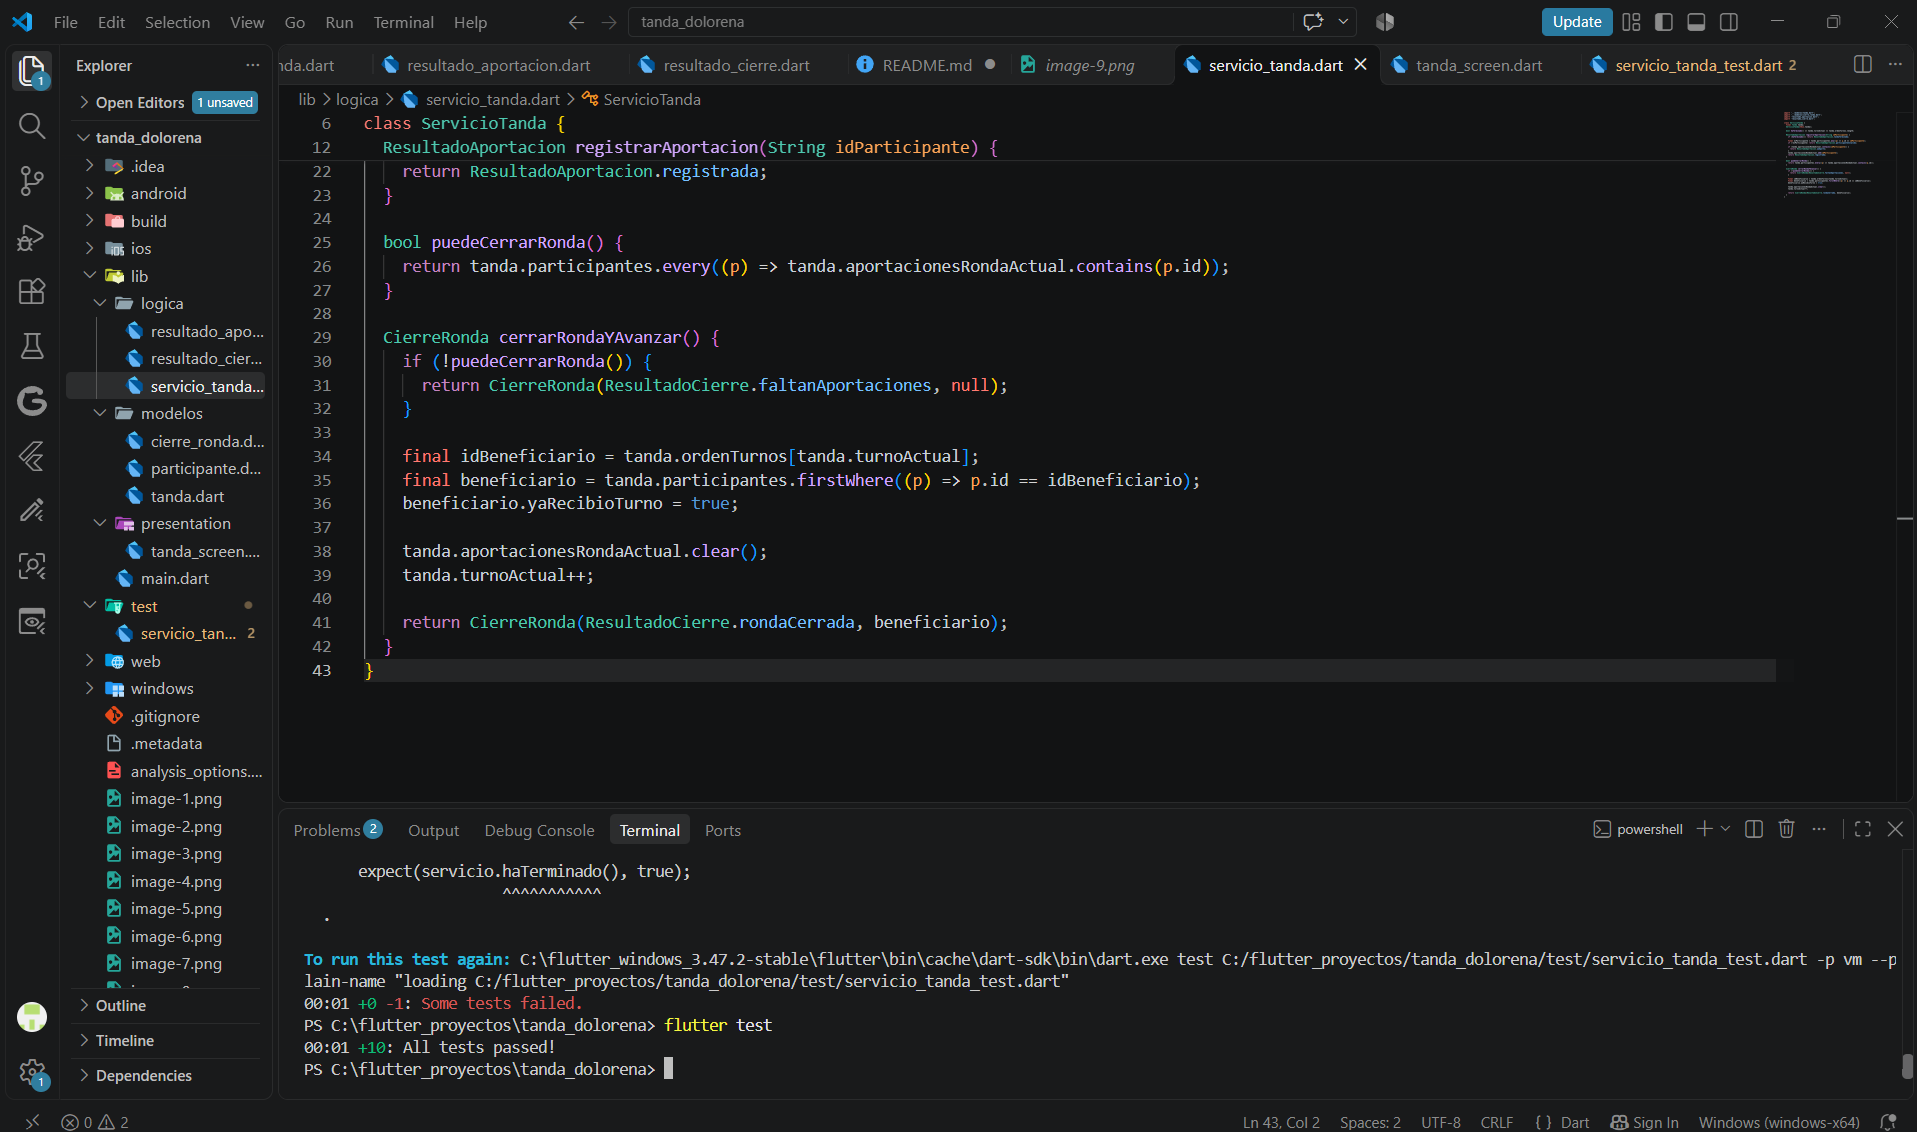 File Edit Selection View Go Run Terminal Help
tanda_dolorena
Update
Explorer
Open Editors 1 unsaved
tanda_dolorena
.idea
android
build
ios
lib
logica
resultado_apo...
resultado_cier...
servicio_tanda...
modelos
cierre_ronda.d...
participante.d...
tanda.dart
presentation
tanda_screen....
main.dart
test
servicio_tan... 2
web
windows
.gitignore
.metadata
analysis_options....
image-1.png
image-2.png
image-3.png
image-4.png
image-5.png
image-6.png
image-7.png
Outline
Timeline
Dependencies
1
1
nda.dart resultado_aportacion.dart resultado_cierre.dart README.md image-9.png servicio_tanda.dart tanda_screen.dart servicio_tanda_test.dart 2
lib > logica > servicio_tanda.dart > ServicioTanda
6 class ServicioTanda {
12 ResultadoAportacion registrarAportacion(String idParticipante) {
22 return ResultadoAportacion.registrada;
23 }
24
25 bool puedeCerrarRonda() {
26 return tanda.participantes.every((p) => tanda.aportacionesRondaActual.contains(p.id));
27 }
28
29 CierreRonda cerrarRondaYAvanzar() {
30 if (!puedeCerrarRonda()) {
31 return CierreRonda(ResultadoCierre.faltanAportaciones, null);
32 }
33
34 final idBeneficiario = tanda.ordenTurnos[tanda.turnoActual];
35 final beneficiario = tanda.participantes.firstWhere((p) => p.id == idBeneficiario);
36 beneficiario.yaRecibioTurno = true;
37
38 tanda.aportacionesRondaActual.clear();
39 tanda.turnoActual++;
40
41 return CierreRonda(ResultadoCierre.rondaCerrada, beneficiario);
42 }
43 }
Problems 2 Output Debug Console Terminal Ports
powershell
expect(servicio.haTerminado(), true);
^^^^^^^^^^^
.
To run this test again: C:\flutter_windows_3.47.2-stable\flutter\bin\cache\dart-sdk\bin\dart.exe test C:/flutter_proyectos/tanda_dolorena/test/servicio_tanda_test.dart -p vm --p
lain-name "loading C:/flutter_proyectos/tanda_dolorena/test/servicio_tanda_test.dart"
00:01 +0 -1: Some tests failed.
PS C:\flutter_proyectos\tanda_dolorena> flutter test
00:01 +10: All tests passed!
PS C:\flutter_proyectos\tanda_dolorena>
0 2
Ln 43, Col 2 Spaces: 2 UTF-8 CRLF { } Dart Sign In Windows (windows-x64)